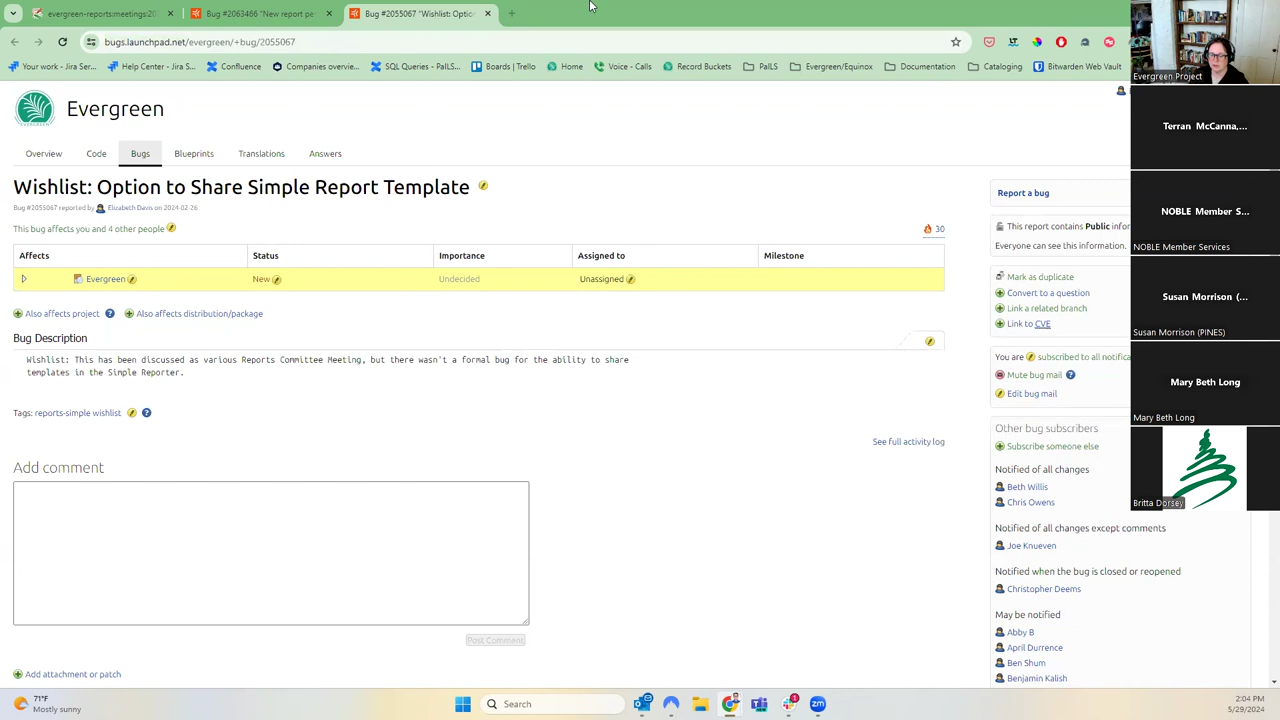 evergreen-reports:meetings:20
Bug #2063466 "New report pe
Bug #2055067 "Wishlist: Optio
bugs.launchpad.net/evergreen/+bug/2055067
Your work - Jira Ser...
Help Center - Jira S...
Confluence
Companies overvie...
SQL Queries - PaILS...
Boards | Trello
Home
Voice - Calls
Record Buckets
PaILS
Evergreen/Equinox
Documentation
Cataloging
Bitwarden Web Vault
Evergreen
Overview
Code
Bugs
Blueprints
Translations
Answers
Wishlist: Option to Share Simple Report Template
Bug #2055067 reported by Elizabeth Davis on 2024-02-26
This bug affects you and 4 other people
30
Affects Status Importance Assigned to Milestone
Evergreen New Undecided Unassigned
Also affects project Also affects distribution/package
Bug Description
Wishlist: This has been discussed as various Reports Committee Meeting, but there wasn't a formal bug for the ability to share
templates in the Simple Reporter.
Tags: reports-simple wishlist
See full activity log
Add comment
Post Comment
Add attachment or patch
Report a bug
This report contains Public infor
Everyone can see this information.
Mark as duplicate
Convert to a question
Link a related branch
Link to CVE
You are subscribed to all notifica
Mute bug mail
Edit bug mail
Other bug subscribers
Subscribe someone else
Notified of all changes
Beth Willis
Chris Owens
Notified of all changes except comments
Joe Knueven
Notified when the bug is closed or reopened
Christopher Deems
May be notified
Abby B
April Durrence
Ben Shum
Benjamin Kalish
Evergreen Project
Terran McCanna,...
NOBLE Member S...
NOBLE Member Services
Susan Morrison (...
Susan Morrison (PINES)
Mary Beth Long
Mary Beth Long
EVERGREEN
Britta Dorsey
71°F
Mostly sunny
Search
2:04 PM
5/29/2024